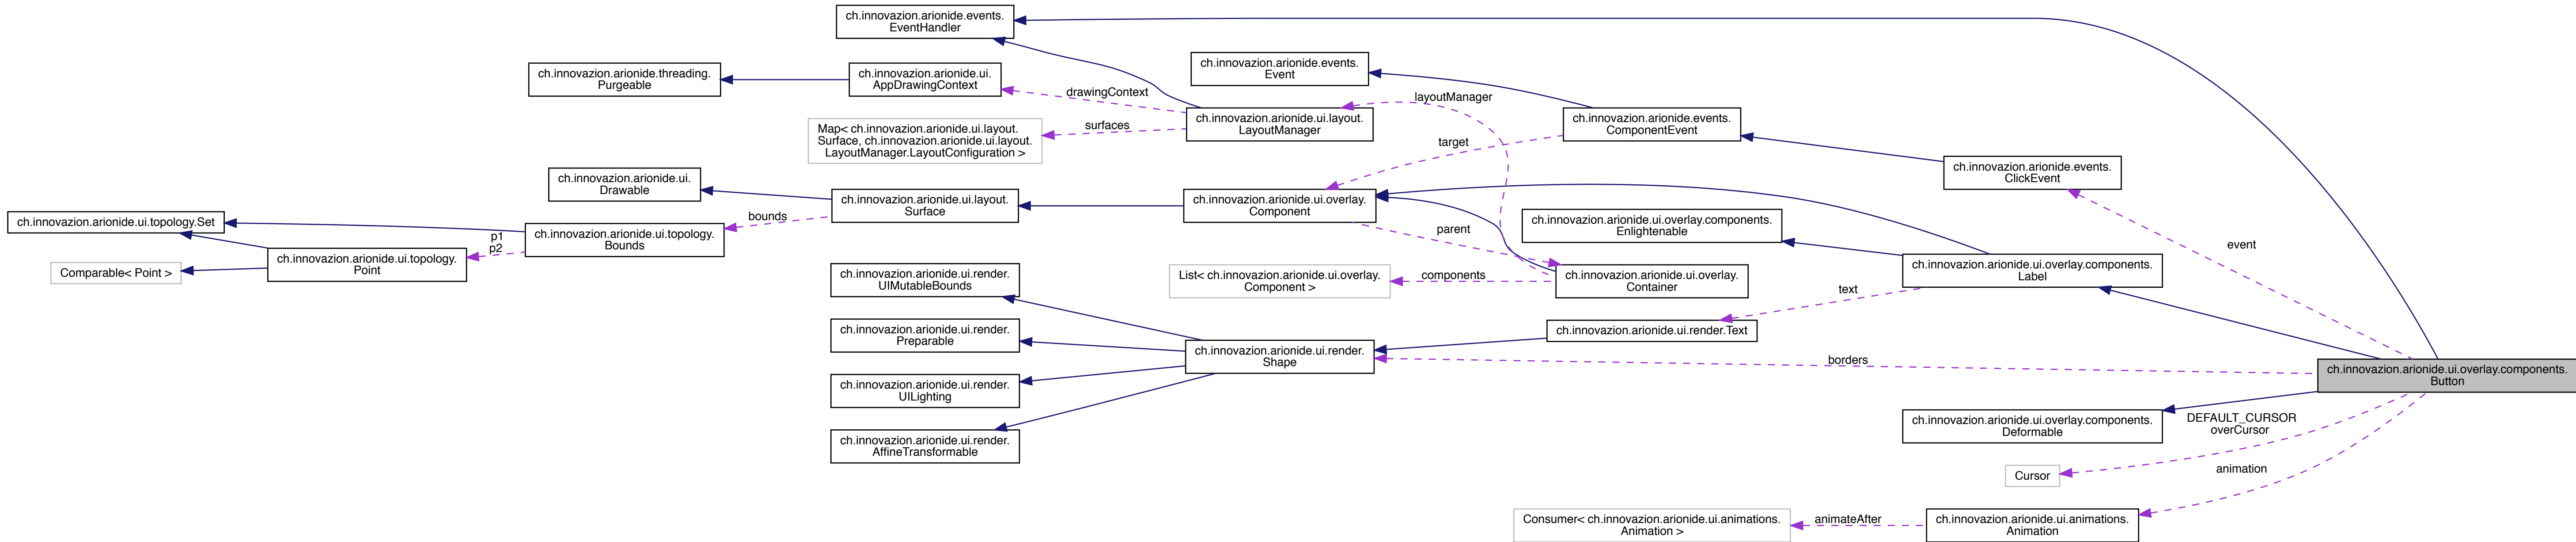 ch.innovazion.arionide.events.
EventHandler
ch.innovazion.arionide.events.
Event
ch.innovazion.arionide.threading.
Purgeable
ch.innovazion.arionide.ui.
AppDrawingContext
drawingContext
layoutManager
ch.innovazion.arionide.ui.layout.
LayoutManager
ch.innovazion.arionide.events.
ComponentEvent
Map< ch.innovazion.arionide.ui.layout.
Surface, ch.innovazion.arionide.ui.layout.
LayoutManager.LayoutConfiguration >
surfaces
target
ch.innovazion.arionide.events.
ClickEvent
ch.innovazion.arionide.ui.
Drawable
ch.innovazion.arionide.ui.layout.
Surface
ch.innovazion.arionide.ui.overlay.
Component
ch.innovazion.arionide.ui.topology.Set
bounds
ch.innovazion.arionide.ui.overlay.components.
Enlightenable
p1
p2
ch.innovazion.arionide.ui.topology.
Bounds
parent
event
Comparable< Point >
ch.innovazion.arionide.ui.topology.
Point
ch.innovazion.arionide.ui.render.
UIMutableBounds
List< ch.innovazion.arionide.ui.overlay.
Component >
components
ch.innovazion.arionide.ui.overlay.
Container
ch.innovazion.arionide.ui.overlay.components.
Label
text
ch.innovazion.arionide.ui.render.
Preparable
ch.innovazion.arionide.ui.render.Text
ch.innovazion.arionide.ui.render.
Shape
borders
ch.innovazion.arionide.ui.overlay.components.
Button
ch.innovazion.arionide.ui.render.
UILighting
ch.innovazion.arionide.ui.overlay.components.
Deformable
DEFAULT_CURSOR
overCursor
ch.innovazion.arionide.ui.render.
AffineTransformable
Cursor
animation
Consumer< ch.innovazion.arionide.ui.animations.
Animation >
animateAfter
ch.innovazion.arionide.ui.animations.
Animation